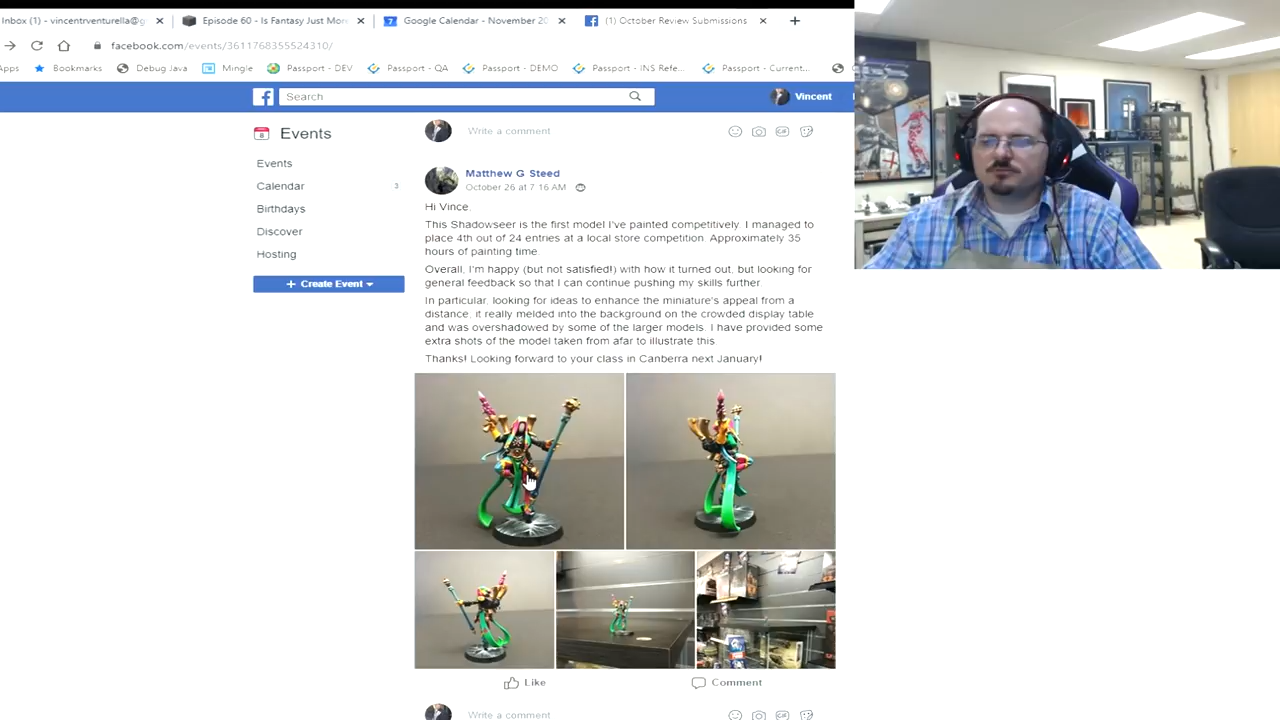 Inbox (1) - vincentrventurella@g
Episode 60 - Is Fantasy Just Mor
Google Calendar - November 20
(1) October Review Submissions
facebook.com/events/3611768355524310/
Apps
Bookmarks
Debug Java
Mingle
Passport - DEV
Passport - QA
Passport - DEMO
Passport - INS Refe...
Passport - Current...
Search
Vincent
Events
Write a comment
Events
Calendar
3
Birthdays
Discover
Hosting
+ Create Event
Matthew G Steed
October 26 at 7:16 AM
Hi Vince,
This Shadowseer is the first model I've painted competitively. I managed to
place 4th out of 24 entries at a local store competition. Approximately 35
hours of painting time
Overall, I'm happy (but not satisfied!) with how it turned out, but looking for
general feedback so that I can continue pushing my skills further.
In particular, looking for ideas to enhance the miniature's appeal from a
distance, it really melded into the background on the crowded display table
and was overshadowed by some of the larger models. I have provided some
extra shots of the model taken from afar to illustrate this.
Thanks! Looking forward to your class in Canberra next January!
Like
Comment
Write a comment